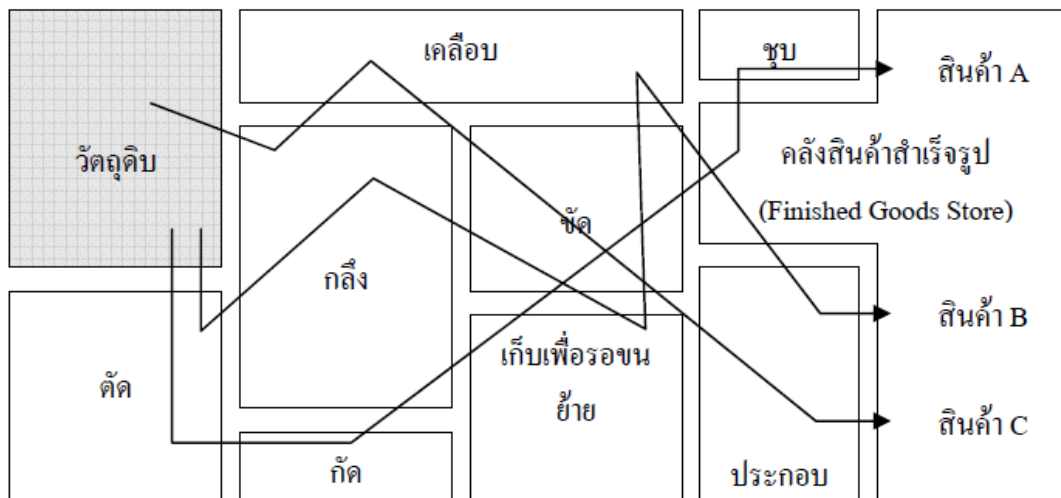 เคลือบ
ชุบ
สินค้า A
วัตถุดิบ
คลังสินค้าสำเร็จรูป
(Finished Goods Store)
ขัด
กลึง
สินค้า B
เก็บเพื่อรอขน
ย้าย
ตัด
สินค้า C
กัด
ประกอบ